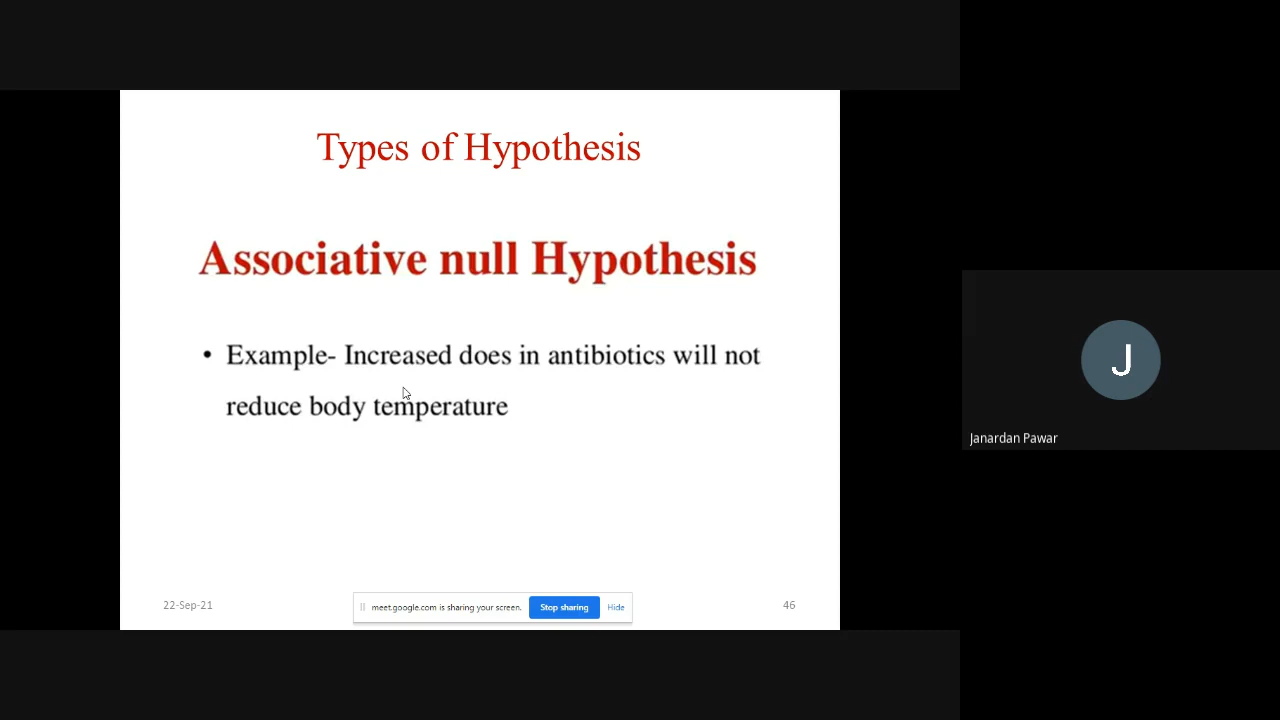 Types of Hypothesis
Associative null Hypothesis
• Example- Increased does in antibiotics will not
reduce body temperature
J
Janardan Pawar
22-Sep-21
meet.google.com is sharing your screen.
Stop sharing
Hide
46